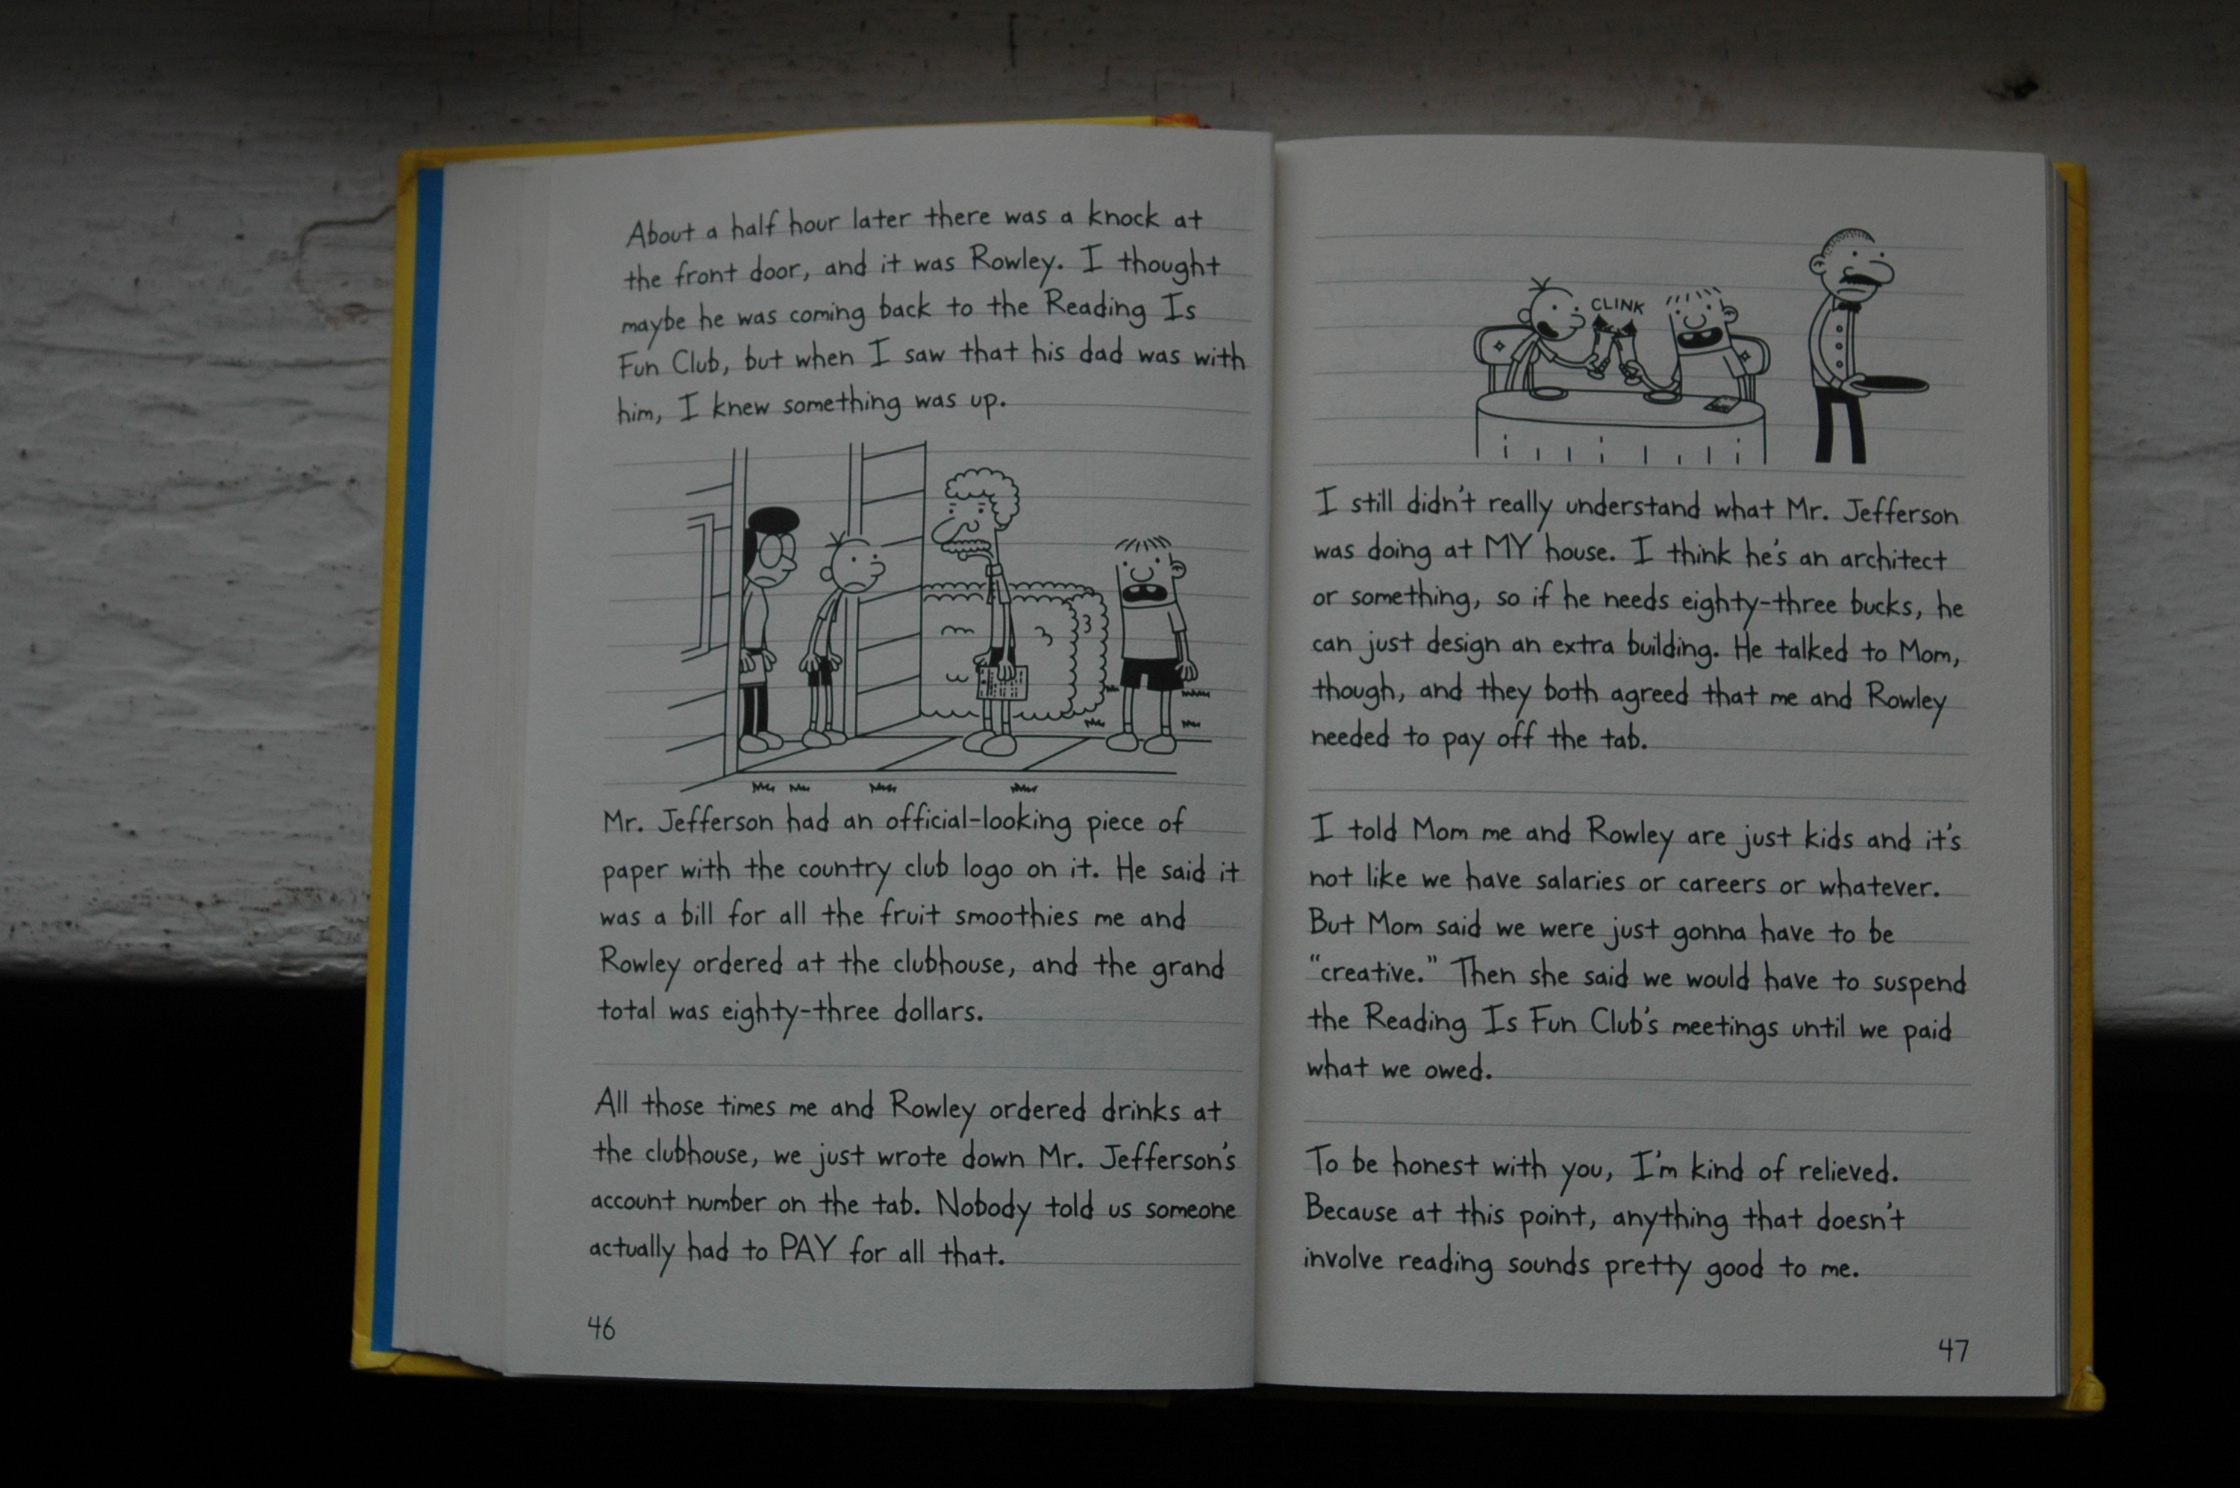 About a half hour later there was a knock at
the front door, and it was Rowley. I thought
maybe he was coming back to the Reading Is
Fun Club, but when I saw that his dad was with
him, I knew something was up.
Mr. Jefferson had an official-looking piece of
paper with the country club logo on it. He said it
was a bill for all the fruit smoothies me and
Rowley ordered at the clubhouse, and the grand
total was eighty-three dollars.
All those times me and Rowley ordered drinks at
the clubhouse, we just wrote down Mr. Jefferson's
account number on the tab. Nobody told us someone
actually had to PAY for all that.
46
CLINK
I still didn't really understand what Mr. Jefferson
was doing at MY house. I think he's an architect
or something, so if he needs eighty-three bucks, he
can just design an extra building. He talked to Mom,
though, and they both agreed that me and Rowley
needed to pay off the tab.
I told Mom me and Rowley are just kids and it's
not like we have salaries or careers or whatever.
But Mom said we were just gonna have to be
"creative." Then she said we would have to suspend
the Reading Is Fun Club's meetings until we paid
what we owed.
To be honest with you, I'm kind of relieved.
Because at this point, anything that doesn't
involve reading sounds pretty good to me.
47